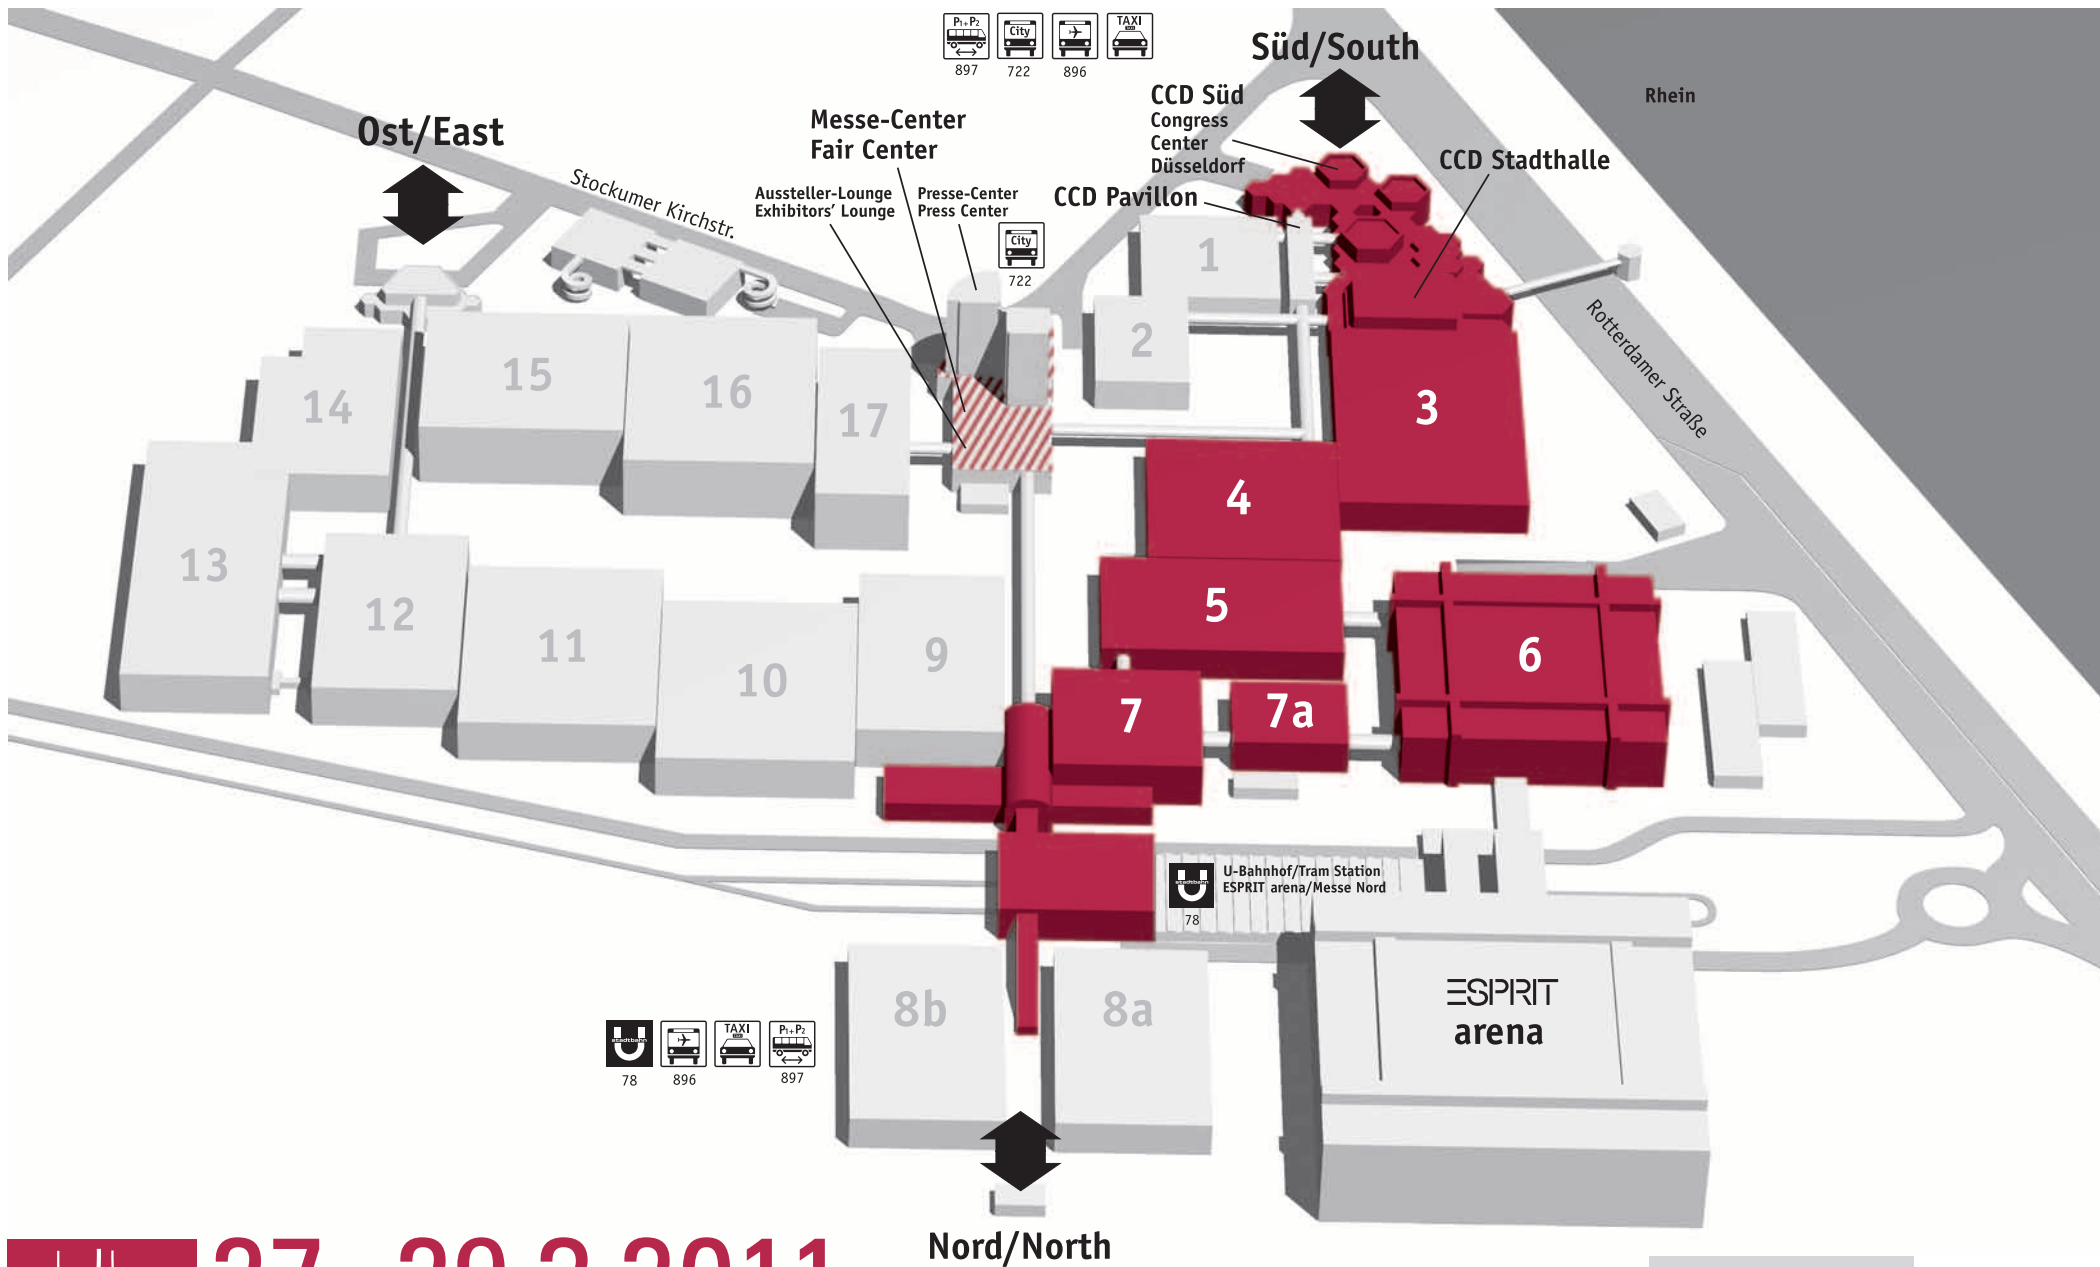 P1+P2
City
TAXI
897
722
896
Süd/South
Rhein
CCD Süd
Congress
Center
Düsseldorf
CCD Stadthalle
CCD Pavillon
Ost/East
Messe-Center
Fair Center
Stockumer Kirchstr.
Aussteller-Lounge
Exhibitors' Lounge
Presse-Center
Press Center
City
722
Rotterdamer Straße
1
2
3
4
5
6
7
7a
8a
8b
9
10
11
12
13
14
15
16
17
stadtbahn
78
U-Bahnhof/Tram Station
ESPRIT arena/Messe Nord
ESPRIT
arena
stadtbahn
TAXI
P1+P2
78
896
897
Nord/North